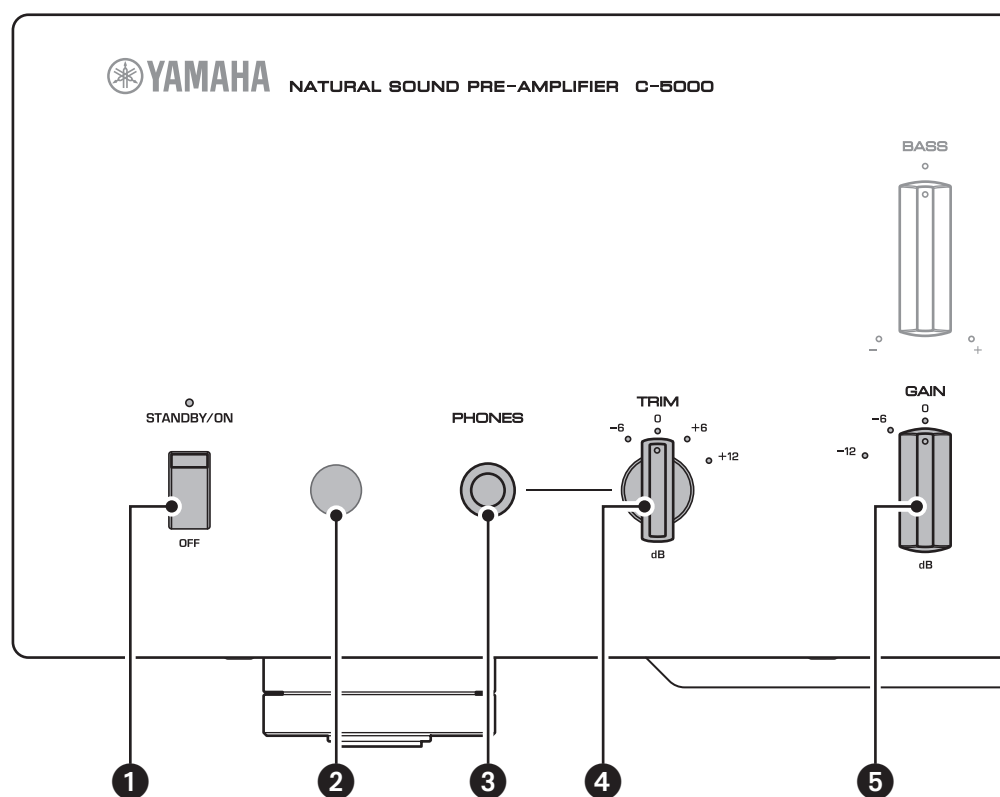 YAMAHA NATURAL SOUND PRE-AMPLIFIER C-5000
BASS
- +
STANDBY/ON
OFF
PHONES
TRIM
-6 0 +6 +12
dB
GAIN
-12 -6 0
dB
1 2 3 4 5